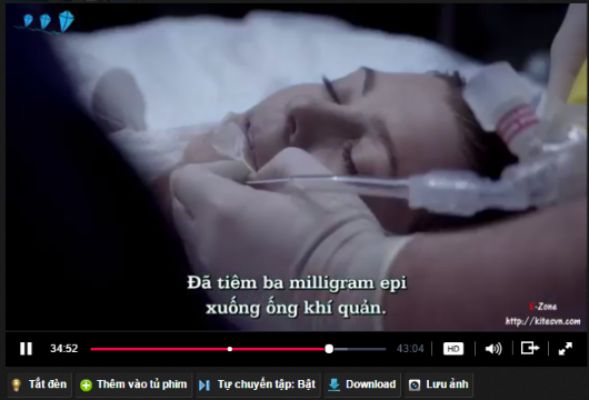 Đã tiêm ba milligram epi
xuống ống khí quản.
K-Zone
http://kiteavn.com
34:52
43:04
HD
Tắt đèn
Thêm vào tủ phim
Tự chuyển tập: Bật
Download
Lưu ảnh